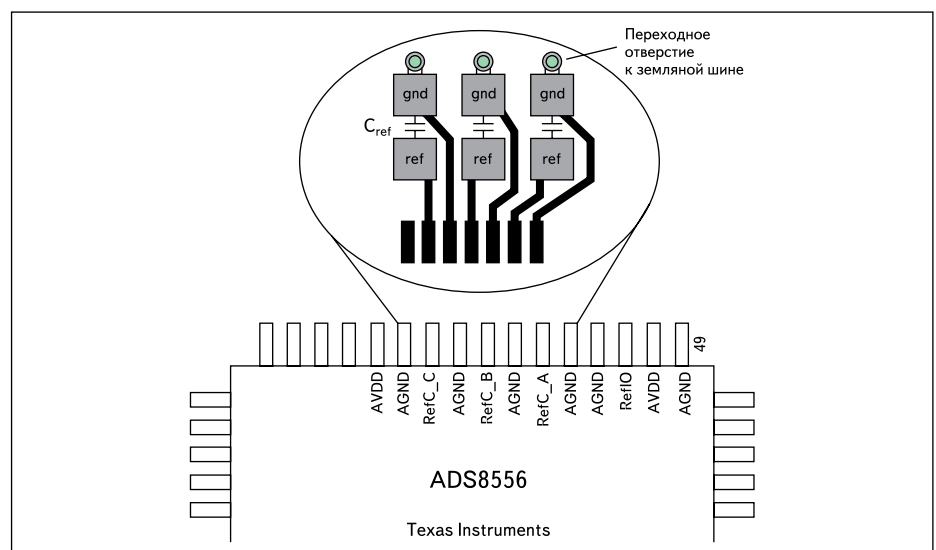 Переходное
отверстие
к земляной шине
gnd gnd gnd
Cref
ref ref ref
49
AVDD
AGND
RefC_C
AGND
RefC_B
AGND
RefC_A
AGND
AGND
RefIO
AVDD
AGND
ADS8556
Texas Instruments